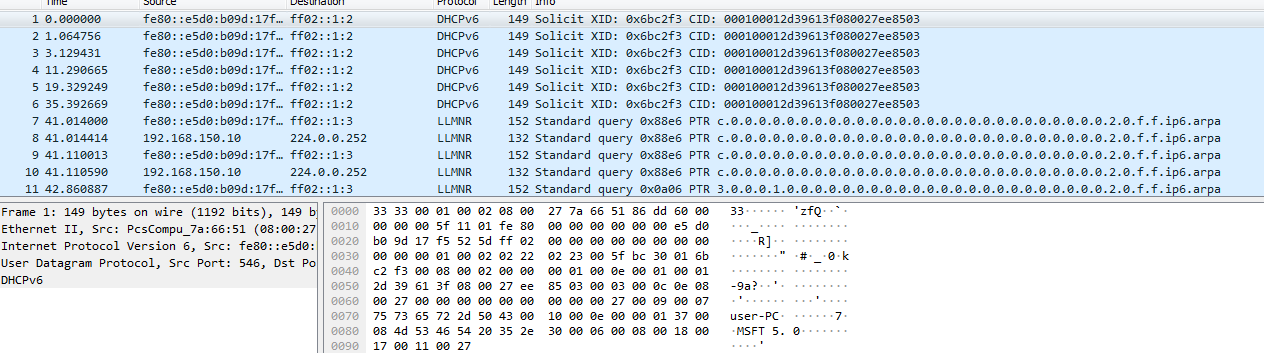 Time Source Destination Protocol Length Info
1 0.000000 fe80::e5d0:b09d:17f… ff02::1:2 DHCPv6 149 Solicit XID: 0x6bc2f3 CID: 000100012d39613f080027ee8503
2 1.064756 fe80::e5d0:b09d:17f… ff02::1:2 DHCPv6 149 Solicit XID: 0x6bc2f3 CID: 000100012d39613f080027ee8503
3 3.129431 fe80::e5d0:b09d:17f… ff02::1:2 DHCPv6 149 Solicit XID: 0x6bc2f3 CID: 000100012d39613f080027ee8503
4 11.290665 fe80::e5d0:b09d:17f… ff02::1:2 DHCPv6 149 Solicit XID: 0x6bc2f3 CID: 000100012d39613f080027ee8503
5 19.329249 fe80::e5d0:b09d:17f… ff02::1:2 DHCPv6 149 Solicit XID: 0x6bc2f3 CID: 000100012d39613f080027ee8503
6 35.392669 fe80::e5d0:b09d:17f… ff02::1:2 DHCPv6 149 Solicit XID: 0x6bc2f3 CID: 000100012d39613f080027ee8503
7 41.014000 fe80::e5d0:b09d:17f… ff02::1:3 LLMNR 152 Standard query 0x88e6 PTR c.0.0.0.0.0.0.0.0.0.0.0.0.0.0.0.0.0.0.0.0.0.0.0.0.0.0.0.2.0.f.f.ip6.arpa
8 41.014414 192.168.150.10 224.0.0.252 LLMNR 132 Standard query 0x88e6 PTR c.0.0.0.0.0.0.0.0.0.0.0.0.0.0.0.0.0.0.0.0.0.0.0.0.0.0.0.2.0.f.f.ip6.arpa
9 41.110013 fe80::e5d0:b09d:17f… ff02::1:3 LLMNR 152 Standard query 0x88e6 PTR c.0.0.0.0.0.0.0.0.0.0.0.0.0.0.0.0.0.0.0.0.0.0.0.0.0.0.0.2.0.f.f.ip6.arpa
10 41.110590 192.168.150.10 224.0.0.252 LLMNR 132 Standard query 0x88e6 PTR c.0.0.0.0.0.0.0.0.0.0.0.0.0.0.0.0.0.0.0.0.0.0.0.0.0.0.0.2.0.f.f.ip6.arpa
11 42.860887 fe80::e5d0:b09d:17f… ff02::1:3 LLMNR 152 Standard query 0x0a06 PTR 3.0.0.0.1.0.0.0.0.0.0.0.0.0.0.0.0.0.0.0.0.0.0.0.0.0.0.0.2.0.f.f.ip6.arpa
Frame 1: 149 bytes on wire (1192 bits), 149 b
Ethernet II, Src: PcsCompu_7a:66:51 (08:00:27
Internet Protocol Version 6, Src: fe80::e5d0:
User Datagram Protocol, Src Port: 546, Dst Po
DHCPv6
0000 33 33 00 01 00 02 08 00 27 7a 66 51 86 dd 60 00 33······ 'zfQ··`·
0010 00 00 00 5f 11 01 fe 80 00 00 00 00 00 00 e5 d0 ···_···· ········
0020 b0 9d 17 f5 52 5d ff 02 00 00 00 00 00 00 00 00 ····R]·· ········
0030 00 00 00 01 00 02 02 22 02 23 00 5f bc 30 01 6b ·······" ·#·_·0·k
0040 c2 f3 00 08 00 02 00 00 00 01 00 0e 00 01 00 01 ········ ········
0050 2d 39 61 3f 08 00 27 ee 85 03 00 03 00 0c 0e 08 -9a?··'· ········
0060 00 27 00 00 00 00 00 00 00 00 00 27 00 09 00 07 ·'······ ···'····
0070 75 73 65 72 2d 50 43 00 10 00 0e 00 00 01 37 00 user-PC· ······7·
0080 08 4d 53 46 54 20 35 2e 30 00 06 00 08 00 18 00 ·MSFT 5. 0·······
0090 17 00 11 00 27 ····'